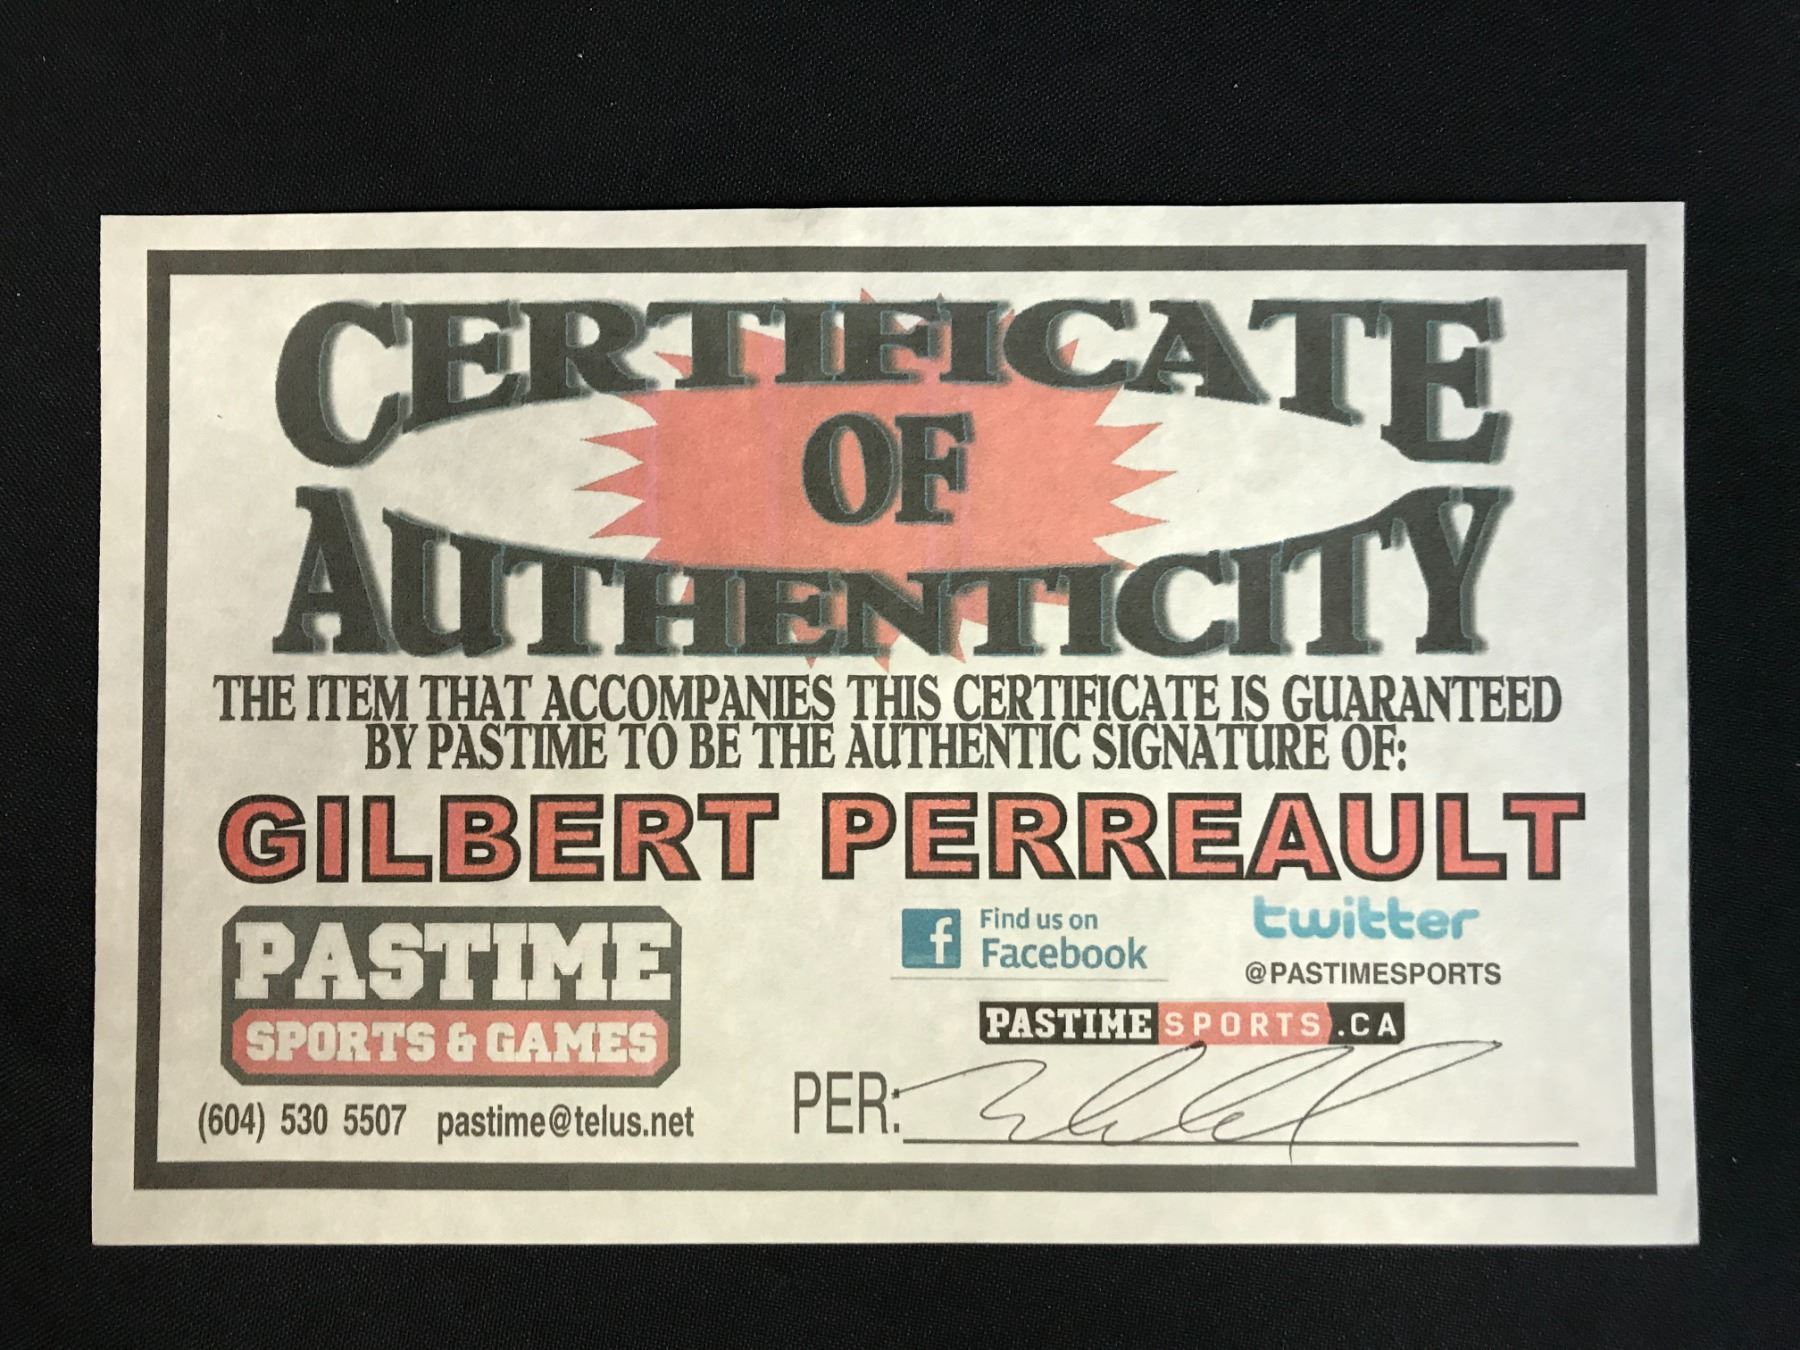 CERTIFICATE
OF
AUTHENTICITY
THE ITEM THAT ACCOMPANIES THIS CERTIFICATE IS GUARANTEED
BY PASTIME TO BE THE AUTHENTIC SIGNATURE OF:
GILBERT PERREAULT
PASTIME
SPORTS & GAMES
(604) 530 5507 pastime@telus.net
f Find us on
Facebook
twitter
@PASTIMESPORTS
PASTIMESPORTS.CA
PER: